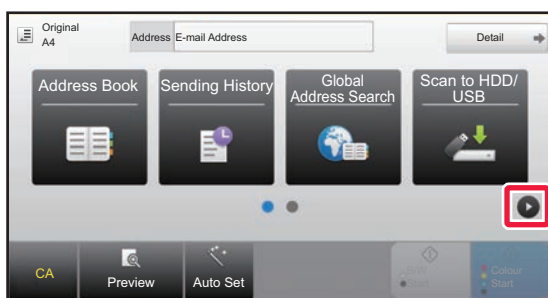 Original
A4
Address E-mail Address
Detail
Address Book
Sending History
Global
Address Search
Scan to HDD/
USB
CA
Preview
Auto Set
B/W
Start
Colour
Start